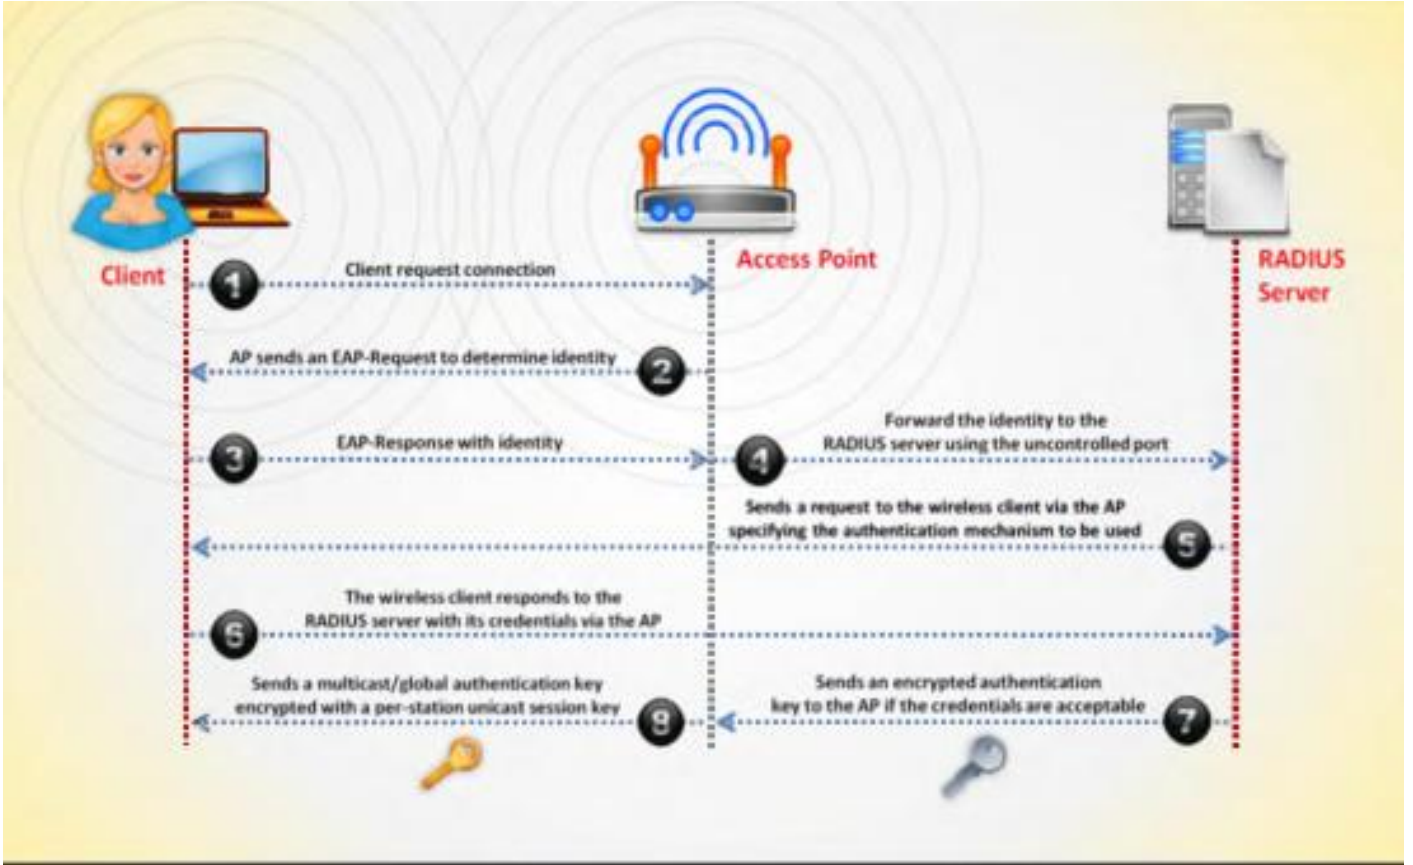 Client
Access Point
RADIUS
Server
1
Client request connection
AP sends an EAP-Request to determine identity
2
3
EAP-Response with identity
4
Forward the identity to the
RADIUS server using the uncontrolled port
Sends a request to the wireless client via the AP
specifying the authentication mechanism to be used
5
6
The wireless client responds to the
RADIUS server with its credentials via the AP
Sends an encrypted authentication
key to the AP if the credentials are acceptable
7
Sends a multicast/global authentication key
encrypted with a per-station unicast session key
8